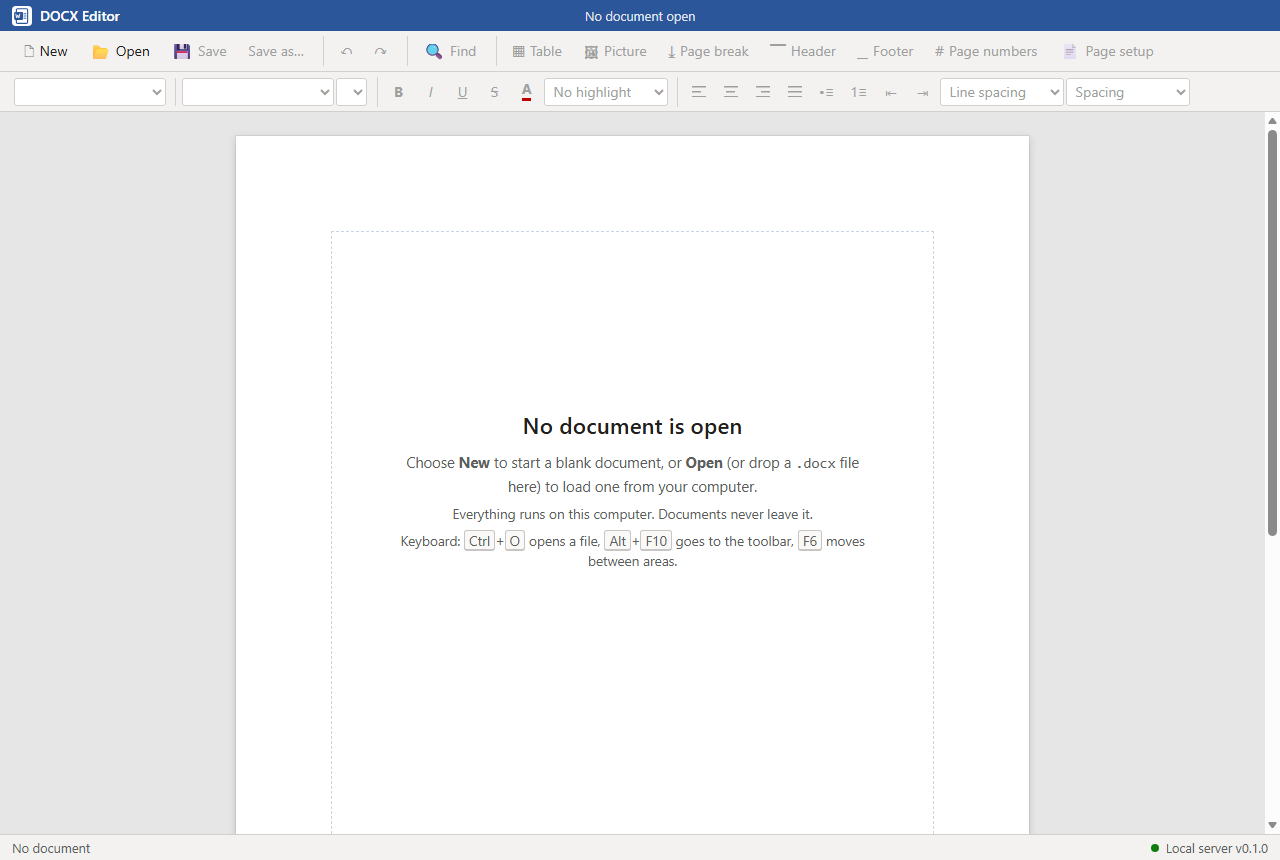 DOCX Editor
No document open
New Open Save Save as... Find Table Picture Page break Header Footer # Page numbers Page setup
B I U S A No highlight Line spacing Spacing
No document is open
Choose New to start a blank document, or Open (or drop a .docx file
here) to load one from your computer.
Everything runs on this computer. Documents never leave it.
Keyboard: Ctrl+O opens a file, Alt+F10 goes to the toolbar, F6 moves
between areas.
No document
Local server v0.1.0